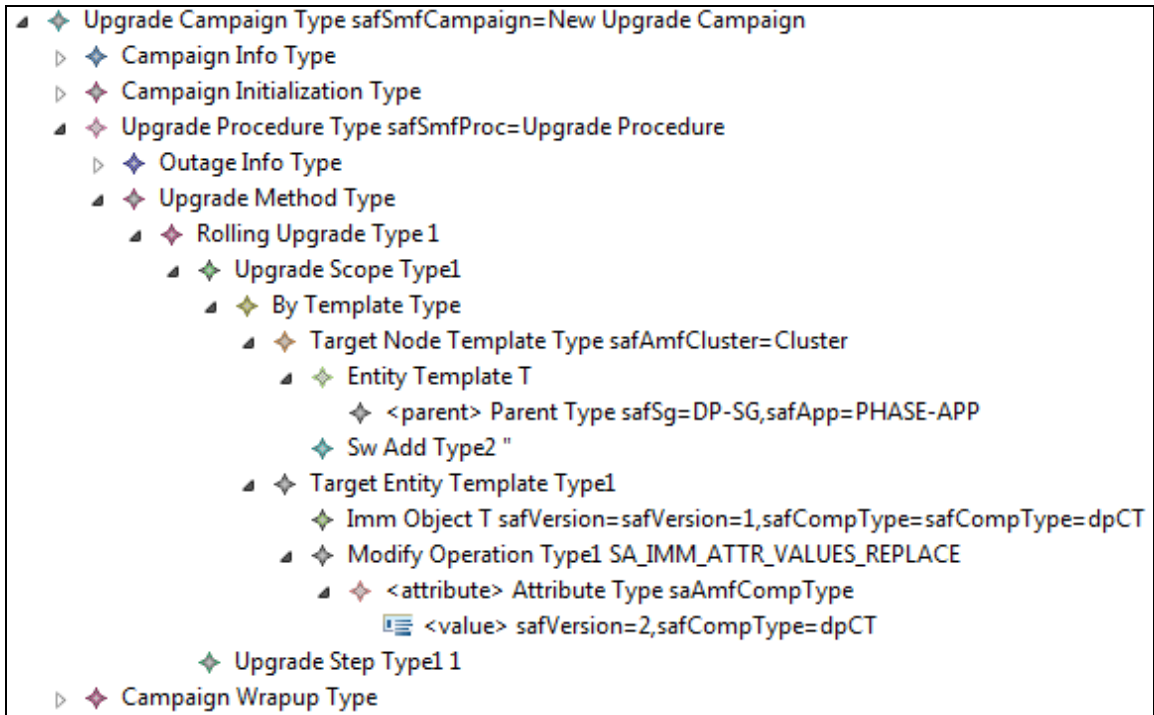 Upgrade Campaign Type safSmfCampaign=New Upgrade Campaign
Campaign Info Type
Campaign Initialization Type
Upgrade Procedure Type safSmfProc=Upgrade Procedure
Outage Info Type
Upgrade Method Type
Rolling Upgrade Type 1
Upgrade Scope Type1
By Template Type
Target Node Template Type safAmfCluster=Cluster
Entity Template T
<parent> Parent Type safSg=DP-SG,safApp=PHASE-APP
Sw Add Type2 "
Target Entity Template Type1
Imm Object T safVersion=safVersion=1,safCompType=safCompType=dpCT
Modify Operation Type1 SA_IMM_ATTR_VALUES_REPLACE
<attribute> Attribute Type saAmfCompType
<value> safVersion=2,safCompType=dpCT
Upgrade Step Type1 1
Campaign Wrapup Type